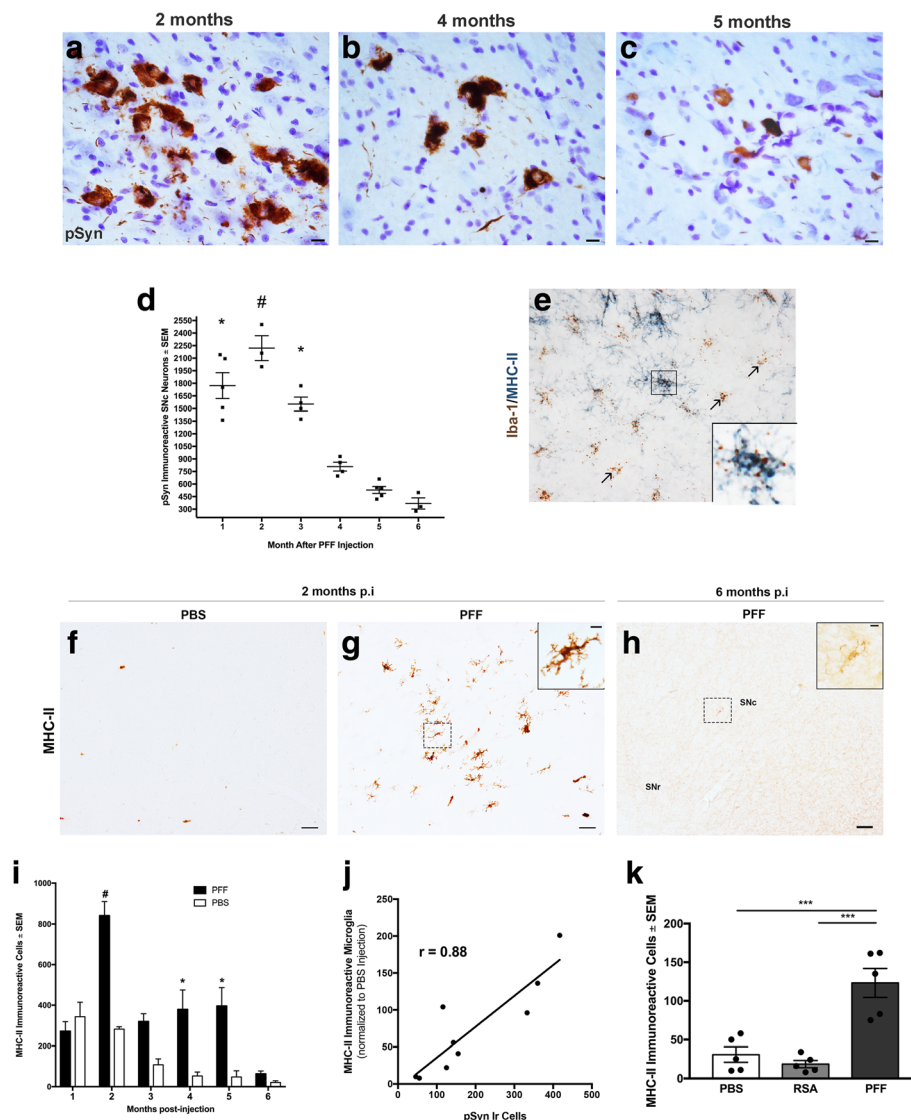 2 months
4 months
5 months
a
b
c
pSyn
d
#
*
*
pSyn Immunoreactive SNc Neurons ± SEM
2550
2400
2250
2100
1950
1800
1650
1500
1350
1200
1050
900
750
600
450
300
1 2 3 4 5 6
Month After PFF Injection
e
Iba-1/MHC-II
2 months p.i
6 months p.i
PBS
PFF
PFF
f
g
h
MHC-II
SNc
SNr
i
MHC-II Immunoreactive Cells ± SEM
1000
800
600
400
200
0
#
*
*
PFF
PBS
1 2 3 4 5 6
Months post-injection
j
MHC-II Immunoreactive Microglia
(normalized to PBS Injection)
250
200
150
100
50
0
r = 0.88
0 100 200 300 400 500
pSyn Ir Cells
k
MHC-II Immunoreactive Cells ± SEM
200
150
100
50
0
***
***
PBS RSA PFF